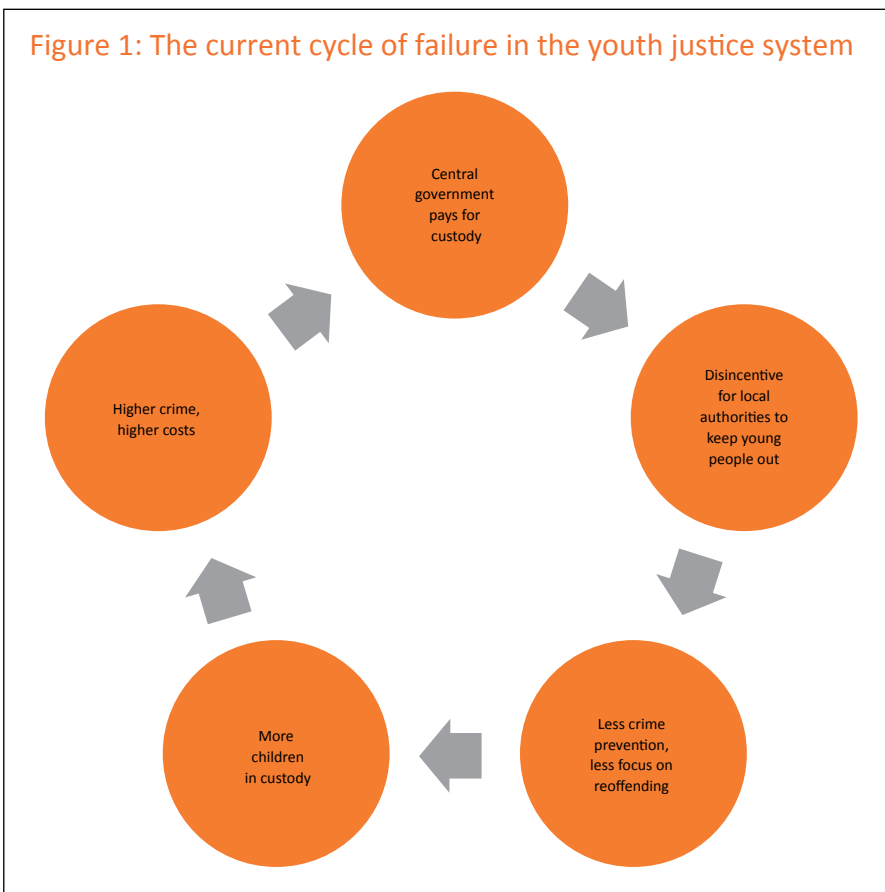 Figure 1: The current cycle of failure in the youth justice system
Central
government
pays for
custody
Disincentive
for local
authorities to
keep young
people out
Less crime
prevention,
less focus on
reoffending
More
children
in custody
Higher crime,
higher costs